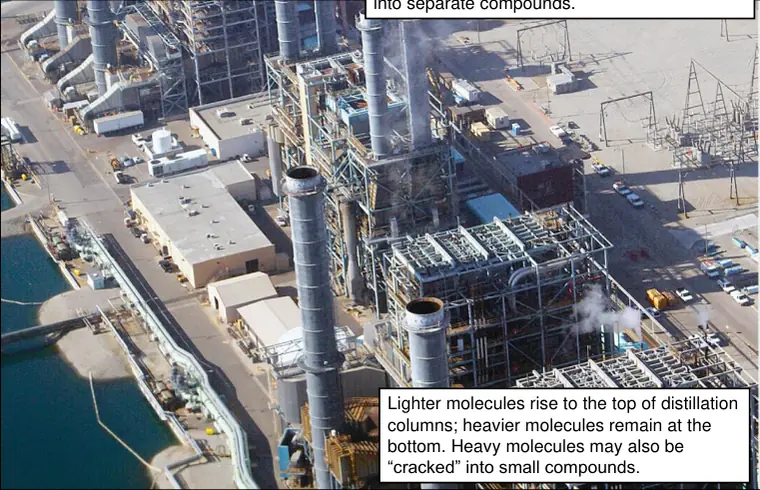 into separate compounds.
Lighter molecules rise to the top of distillation
columns; heavier molecules remain at the
bottom. Heavy molecules may also be
“cracked” into small compounds.